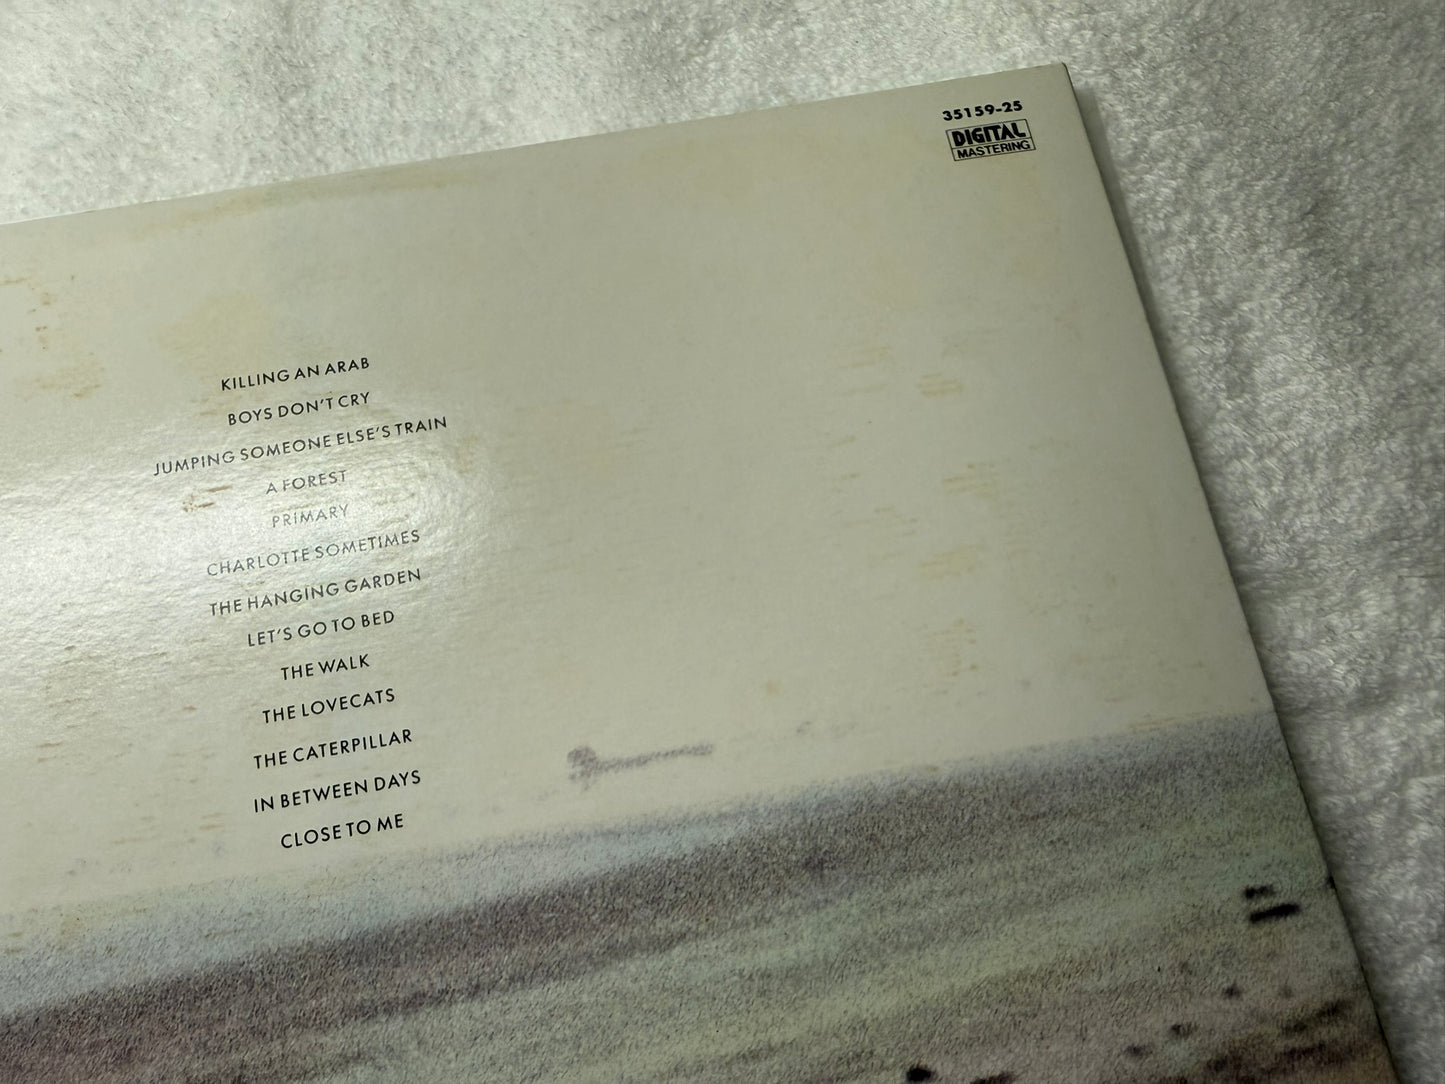 35159-25
DIGITAL
MASTERING
KILLING AN ARAB
BOYS DON'T CRY
JUMPING SOMEONE ELSE'S TRAIN
A FOREST
PRIMARY
CHARLOTTE SOMETIMES
THE HANGING GARDEN
LET'S GO TO BED
THE WALK
THE LOVECATS
THE CATERPILLAR
IN BETWEEN DAYS
CLOSE TO ME